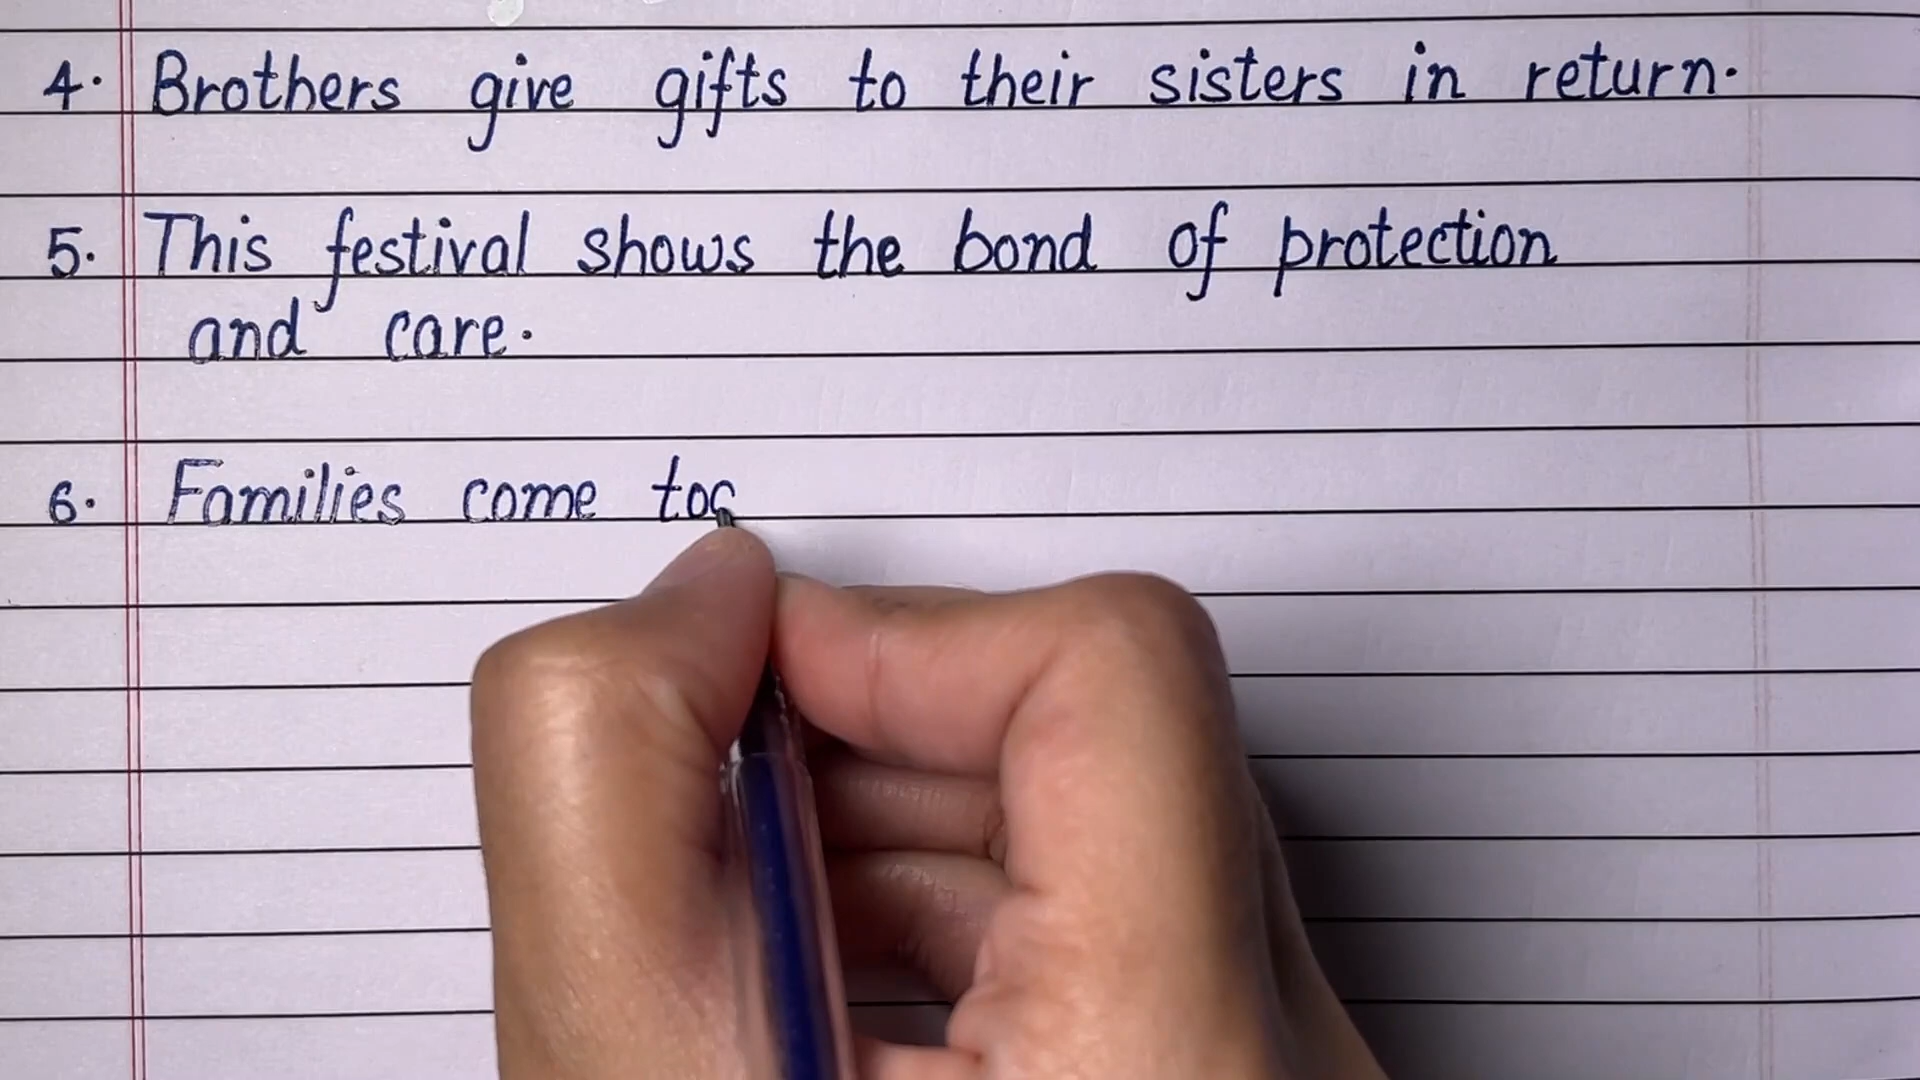 4. Brothers give gifts to their sisters in return.
5. This festival shows the bond of protection
and care.
6. Families come